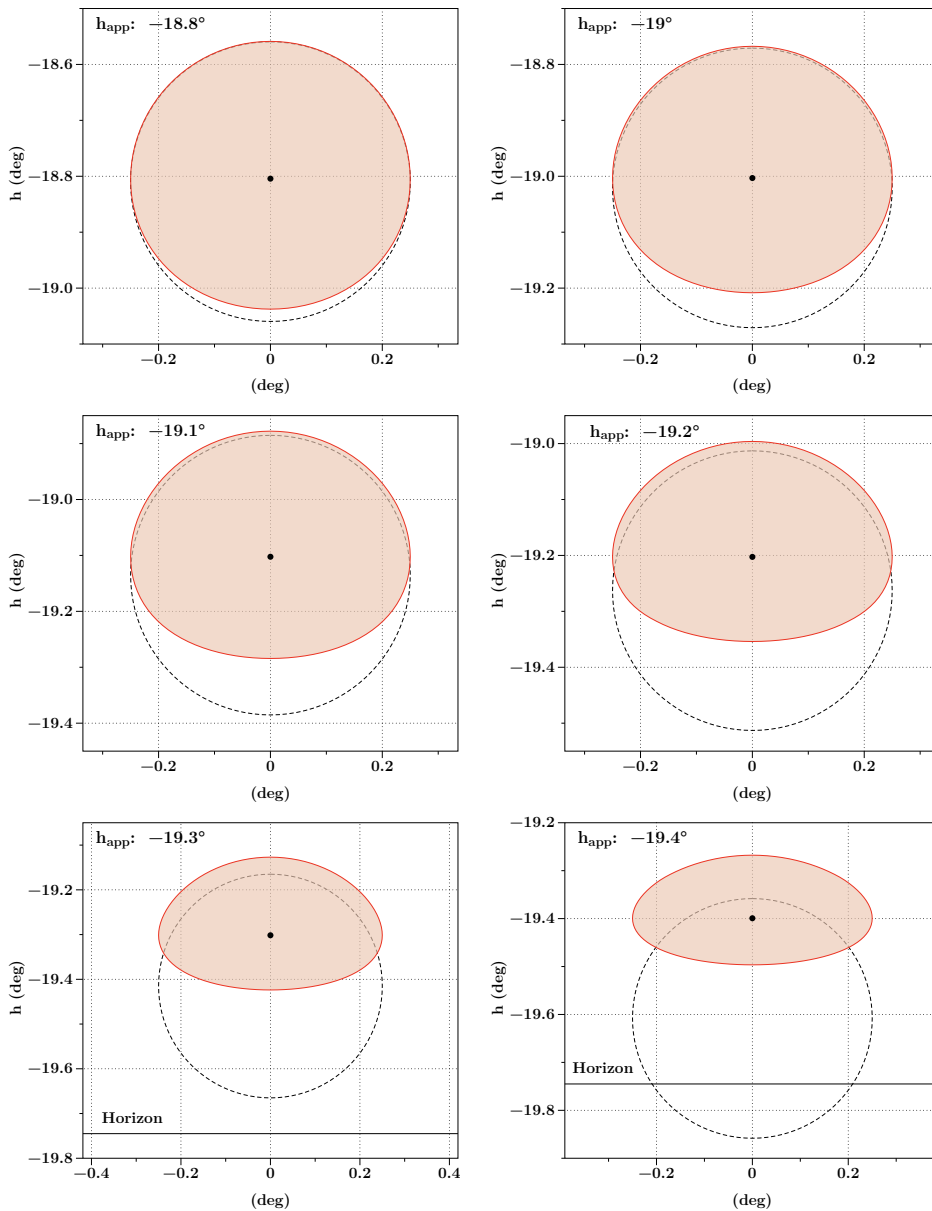 h_app: −18.8°
−18.6
−18.8
−19.0
h (deg)
−0.2 0 0.2
(deg)
h_app: −19°
−18.8
−19.0
−19.2
h (deg)
−0.2 0 0.2
(deg)
h_app: −19.1°
−19.0
−19.2
−19.4
h (deg)
−0.2 0 0.2
(deg)
h_app: −19.2°
−19.0
−19.2
−19.4
h (deg)
−0.2 0 0.2
(deg)
h_app: −19.3°
−19.2
−19.4
−19.6
−19.8
h (deg)
Horizon
−0.4 −0.2 0 0.2 0.4
(deg)
h_app: −19.4°
−19.2
−19.4
−19.6
−19.8
h (deg)
Horizon
−0.2 0 0.2
(deg)